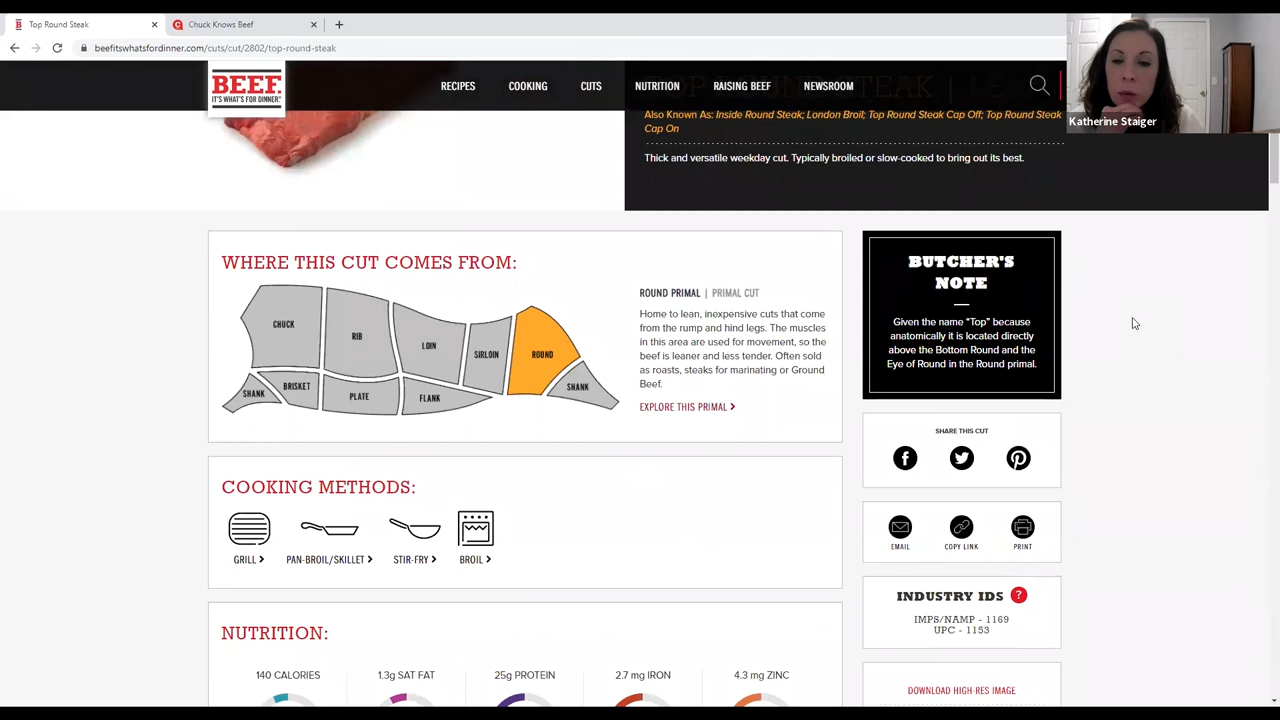 Top Round Steak
Chuck Knows Beef
beefitswhatsfordinner.com/cuts/cut/2802/top-round-steak
BEEF.
IT'S WHAT'S FOR DINNER.
RECIPES
COOKING
CUTS
NUTRITION
RAISING BEEF
NEWSROOM
Katherine Staiger
Also Known As: Inside Round Steak; London Broil; Top Round Steak Cap Off; Top Round Steak
Cap On
Thick and versatile weekday cut. Typically broiled or slow-cooked to bring out its best.
WHERE THIS CUT COMES FROM:
CHUCK
RIB
LOIN
SIRLOIN
ROUND
SHANK
BRISKET
PLATE
FLANK
SHANK
ROUND PRIMAL | PRIMAL CUT
Home to lean, inexpensive cuts that come
from the rump and hind legs. The muscles
in this area are used for movement, so the
beef is leaner and less tender. Often sold
as roasts, steaks for marinating or Ground
Beef.
EXPLORE THIS PRIMAL >
BUTCHER'S
NOTE
Given the name “Top” because
anatomically it is located directly
above the Bottom Round and the
Eye of Round in the Round primal.
SHARE THIS CUT
EMAIL
COPY LINK
PRINT
COOKING METHODS:
GRILL >
PAN-BROIL/SKILLET >
STIR-FRY >
BROIL >
INDUSTRY IDS ?
IMPS/NAMP - 1169
UPC - 1153
NUTRITION:
140 CALORIES
1.3g SAT FAT
25g PROTEIN
2.7 mg IRON
4.3 mg ZINC
DOWNLOAD HIGH-RES IMAGE